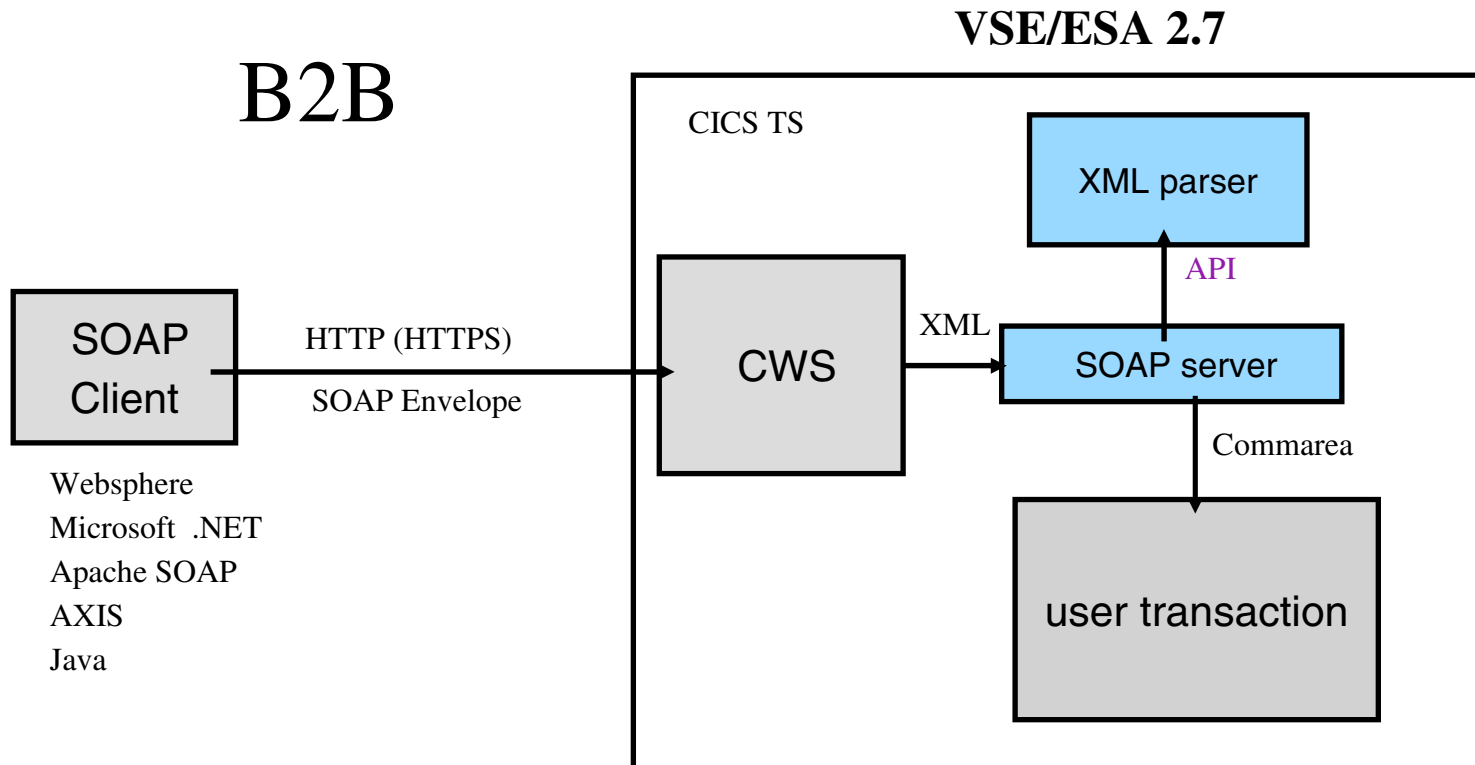 VSE/ESA 2.7
B2B
CICS TS
XML parser
API
SOAP
Client
HTTP (HTTPS)
SOAP Envelope
CWS
XML
SOAP server
Commarea
user transaction
Websphere
Microsoft .NET
Apache SOAP
AXIS
Java